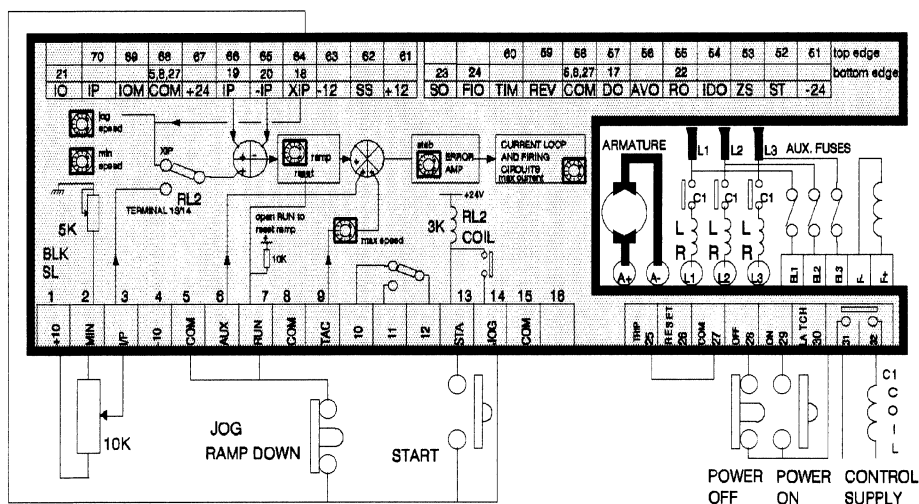 70 69 68 67 66 65 64 63 62 61 60 59 58 57 56 55 54 53 52 51 top edge
21 5,8,27 19 20 18 23 24 5,8,27 17 22 bottom edge
IO IP IOM COM +24 IP -IP XIP -12 SS +12 SO FIO TIM REV COM DO AVO RO IDO ZS ST -24
jog
speed
min
speed
XIP
RL2
TERMINAL 13/14
5K
BLK
SL
+ -
+
ramp
reset
open RUN to
reset ramp
10K
+ -
+
max speed
stab
ERROR
AMP
CURRENT LOOP
AND FIRING
CIRCUITS
max current
+24V
3K
RL2
COIL
ARMATURE
L1 L2 L3 AUX. FUSES
C1 C1 C1
L L L
R R R
A+ A- L1 L2 L3 EL1 EL2 EL3 F- F+
1 2 3 4 5 6 7 8 9 10 11 12 13 14 15 16
+10 MIN I/P -10 COM AUX RUN COM TAC STA JOG COM
TRIP 25 RESET 26 COM 27 OFF 28 ON 29 LATCH 30 31 32
10K
JOG
RAMP DOWN
START
C1
COIL
POWER
OFF
POWER
ON
CONTROL
SUPPLY